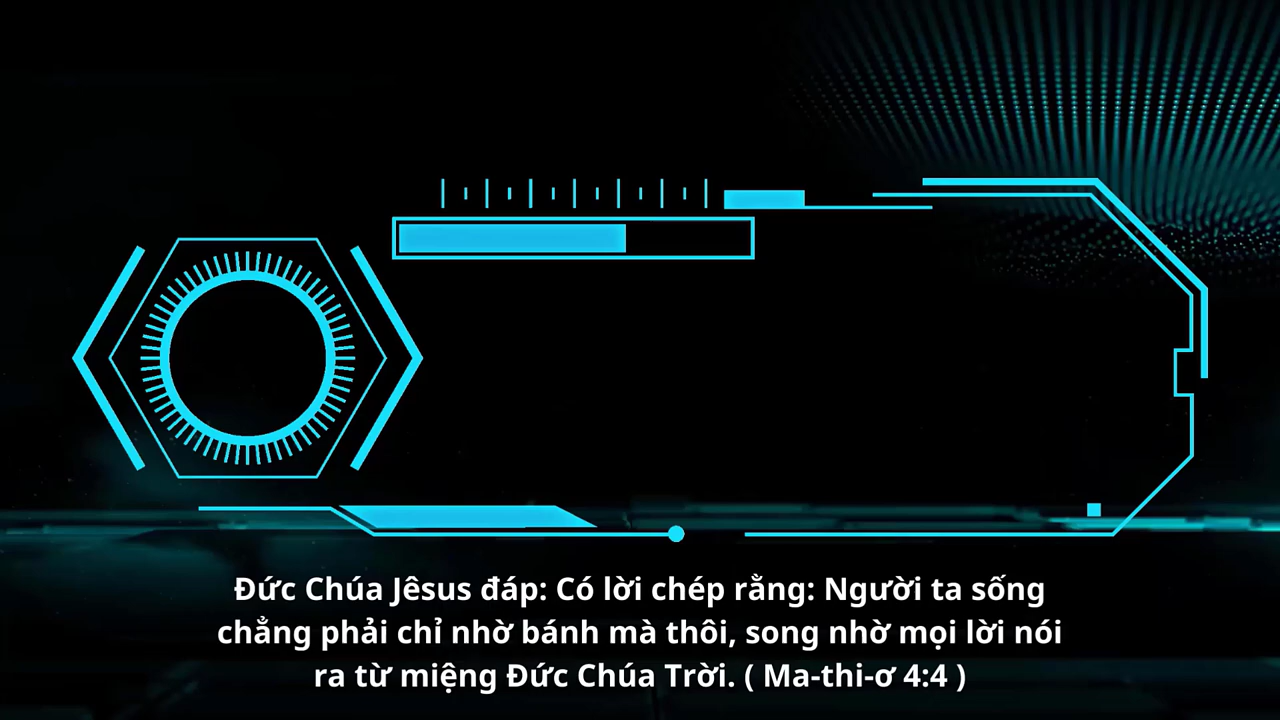 Đức Chúa Jêsus đáp: Có lời chép rằng: Người ta sống
chẳng phải chỉ nhờ bánh mà thôi, song nhờ mọi lời nói
ra từ miệng Đức Chúa Trời. ( Ma-thi-ơ 4:4 )